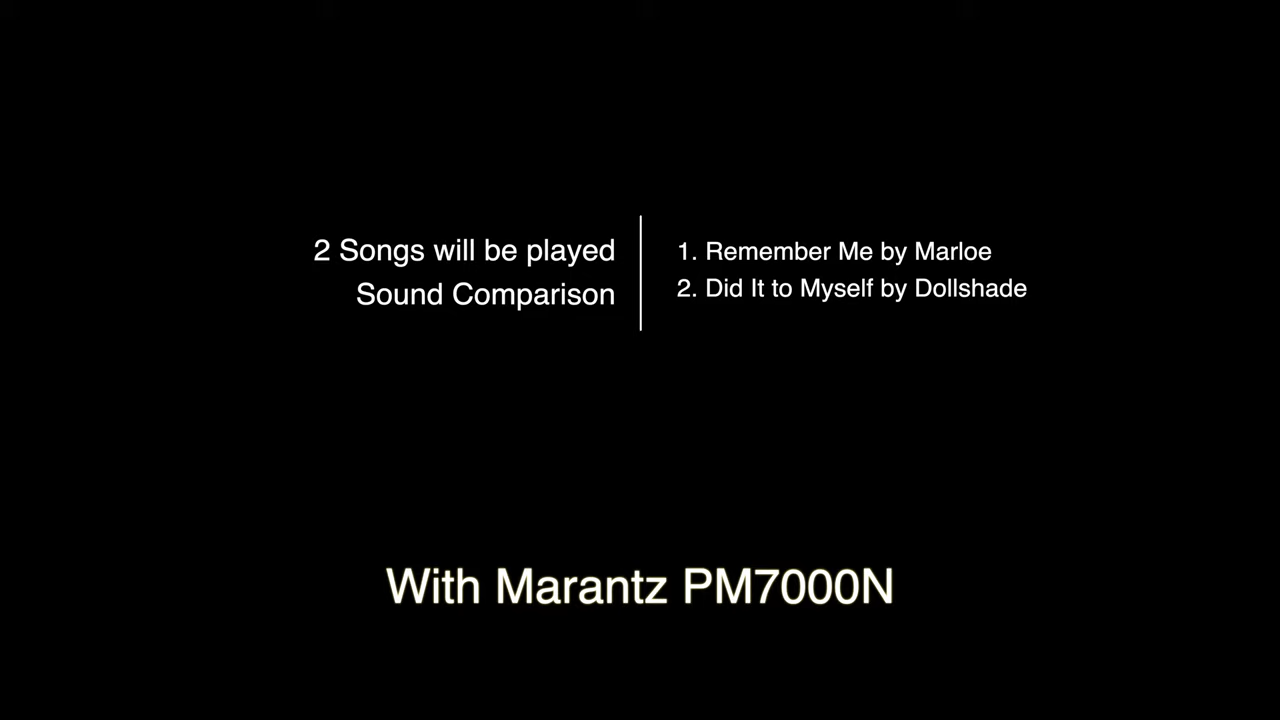 2 Songs will be played
Sound Comparison
1. Remember Me by Marloe
2. Did It to Myself by Dollshade
With Marantz PM7000N